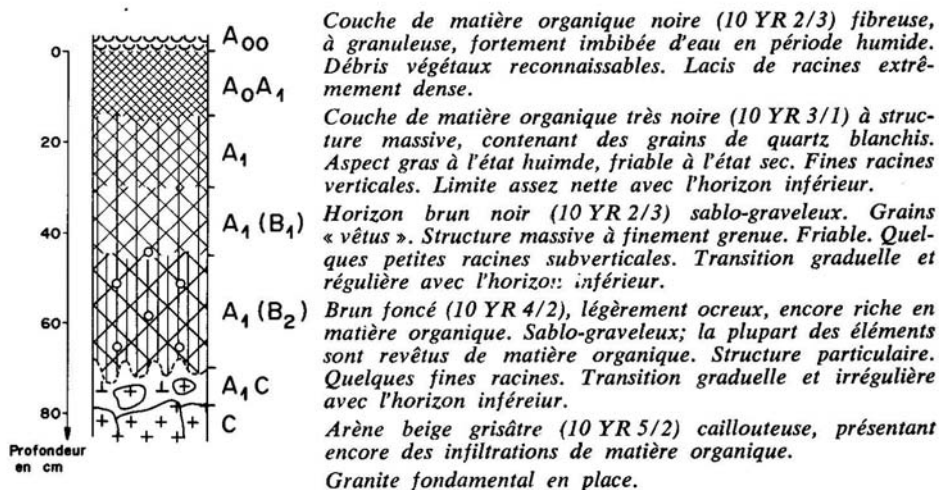 A00
A0A1
A1
A1 (B1)
A1 (B2)
A1C
C
0
20
40
60
80
Profondeur
en cm
Couche de matière organique noire (10 YR 2/3) fibreuse,
à granuleuse, fortement imbibée d'eau en période humide.
Débris végétaux reconnaissables. Lacis de racines extrê-
mement dense.
Couche de matière organique très noire (10 YR 3/1) à struc-
ture massive, contenant des grains de quartz blanchis.
Aspect gras à l'état huimde, friable à l'état sec. Fines racines
verticales. Limite assez nette avec l'horizon inférieur.
Horizon brun noir (10 YR 2/3) sablo-graveleux. Grains
« vêtus ». Structure massive à finement grenue. Friable. Quel-
ques petites racines subverticales. Transition graduelle et
régulière avec l'horizon inférieur.
Brun foncé (10 YR 4/2), légèrement ocreux, encore riche en
matière organique. Sablo-graveleux; la plupart des éléments
sont revêtus de matière organique. Structure particulaire.
Quelques fines racines. Transition graduelle et irrégulière
avec l'horizon inféreiur.
Arène beige grisâtre (10 YR 5/2) caillouteuse, présentant
encore des infiltrations de matière organique.
Granite fondamental en place.